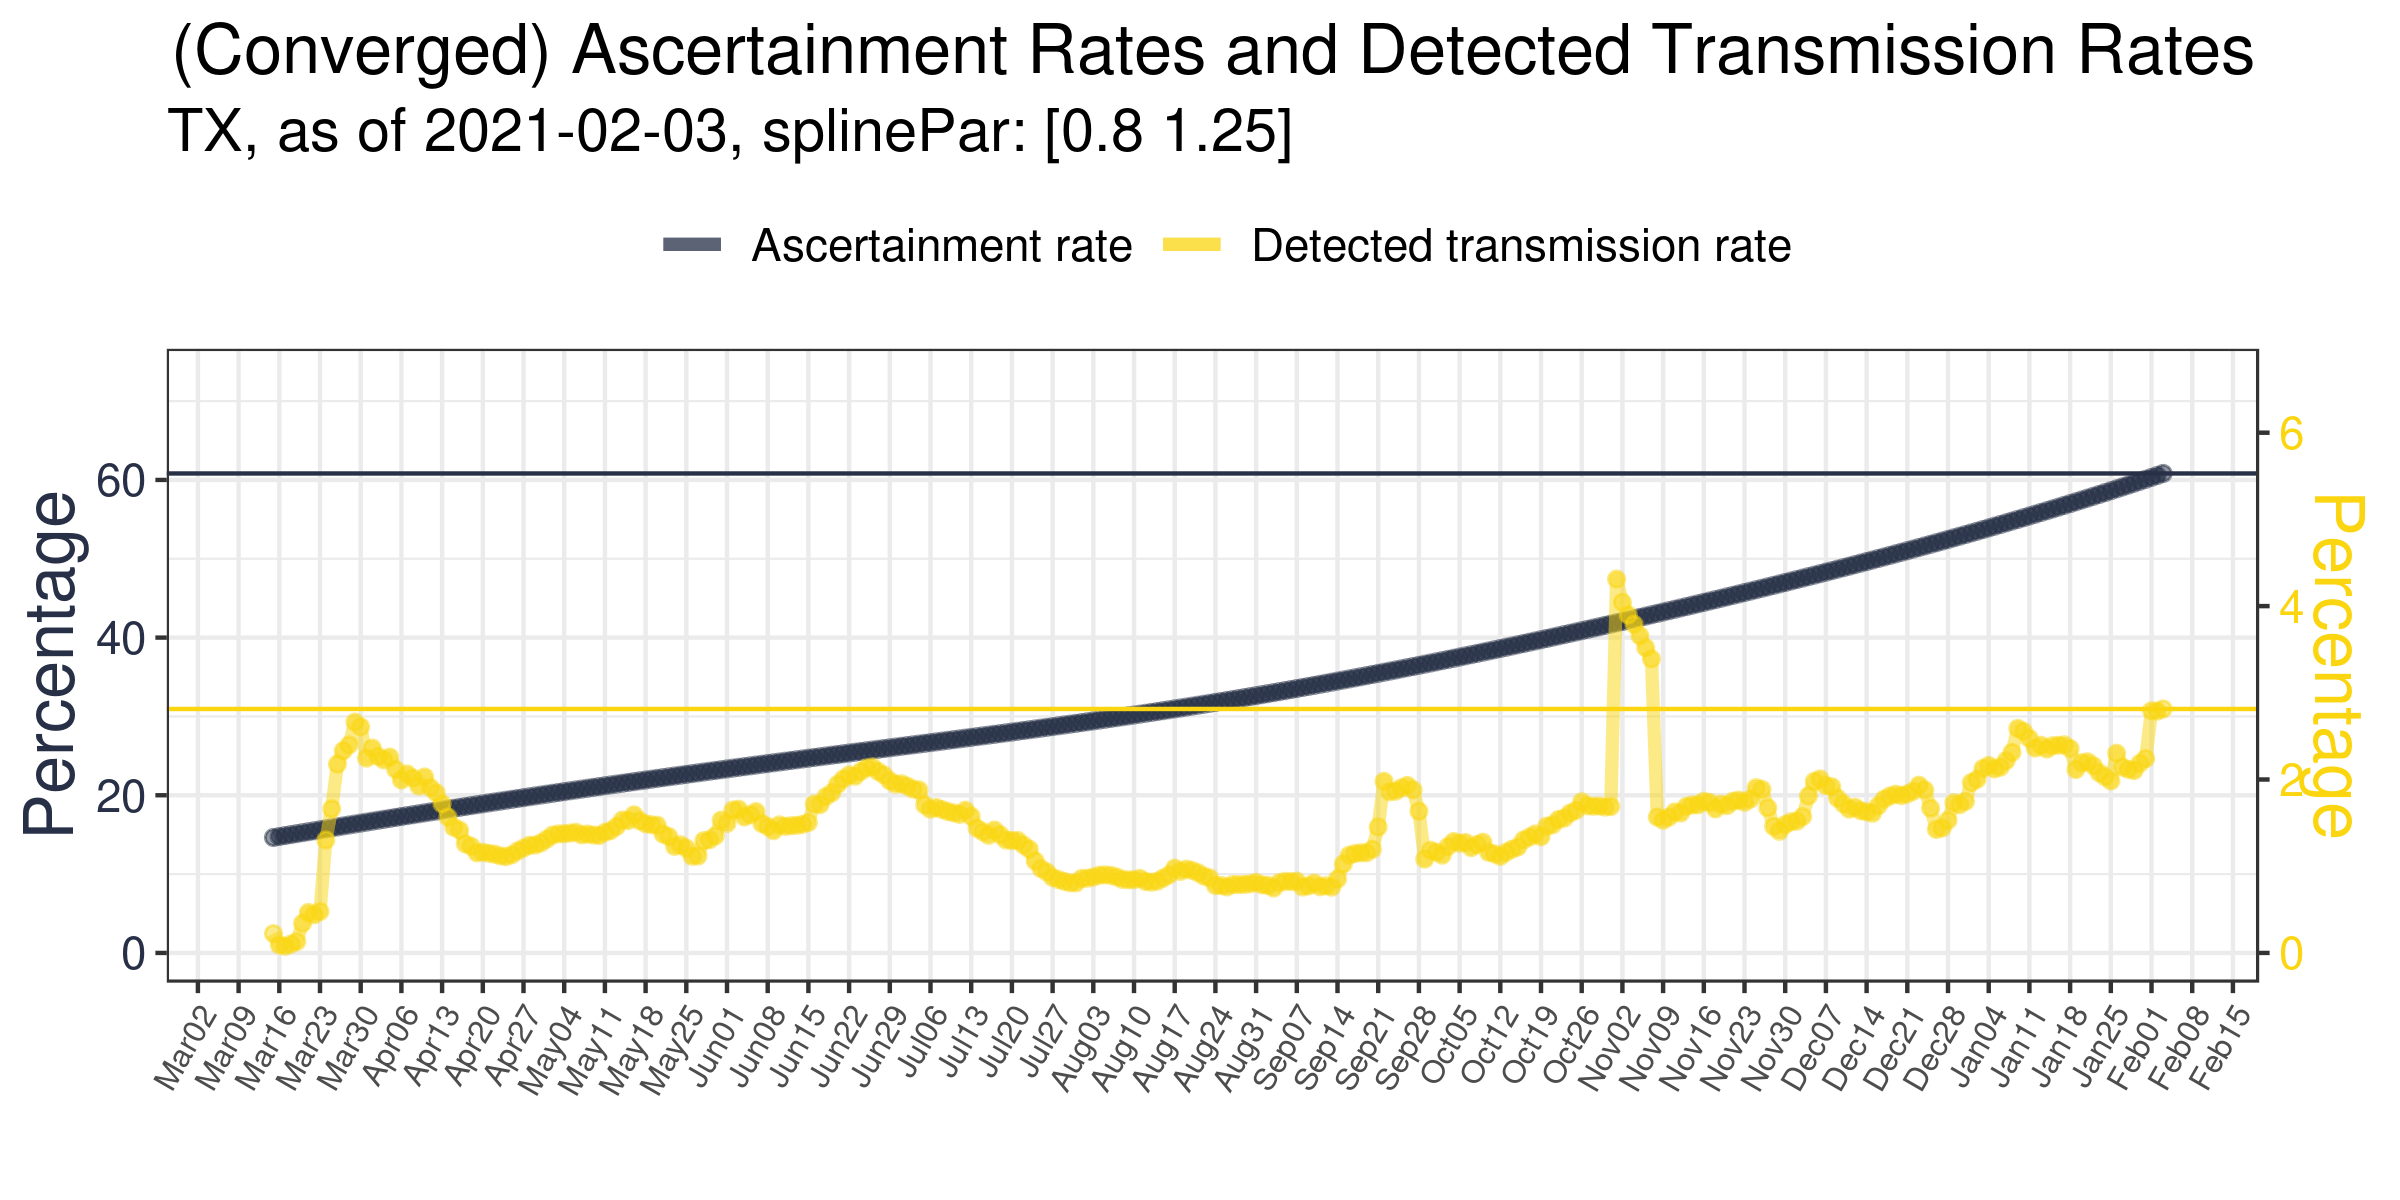 (Converged) Ascertainment Rates and Detected Transmission Rates
TX, as of 2021-02-03, splinePar: [0.8 1.25]
Ascertainment rate Detected transmission rate
Percentage
60
40
20
0
6
4
2
0
Percentage
Mar02 Mar09 Mar16 Mar23 Mar30 Apr06 Apr13 Apr20 Apr27 May04 May11 May18 May25 Jun01 Jun08 Jun15 Jun22 Jun29 Jul06 Jul13 Jul20 Jul27 Aug03 Aug10 Aug17 Aug24 Aug31 Sep07 Sep14 Sep21 Sep28 Oct05 Oct12 Oct19 Oct26 Nov02 Nov09 Nov16 Nov23 Nov30 Dec07 Dec14 Dec21 Dec28 Jan04 Jan11 Jan18 Jan25 Feb01 Feb08 Feb15